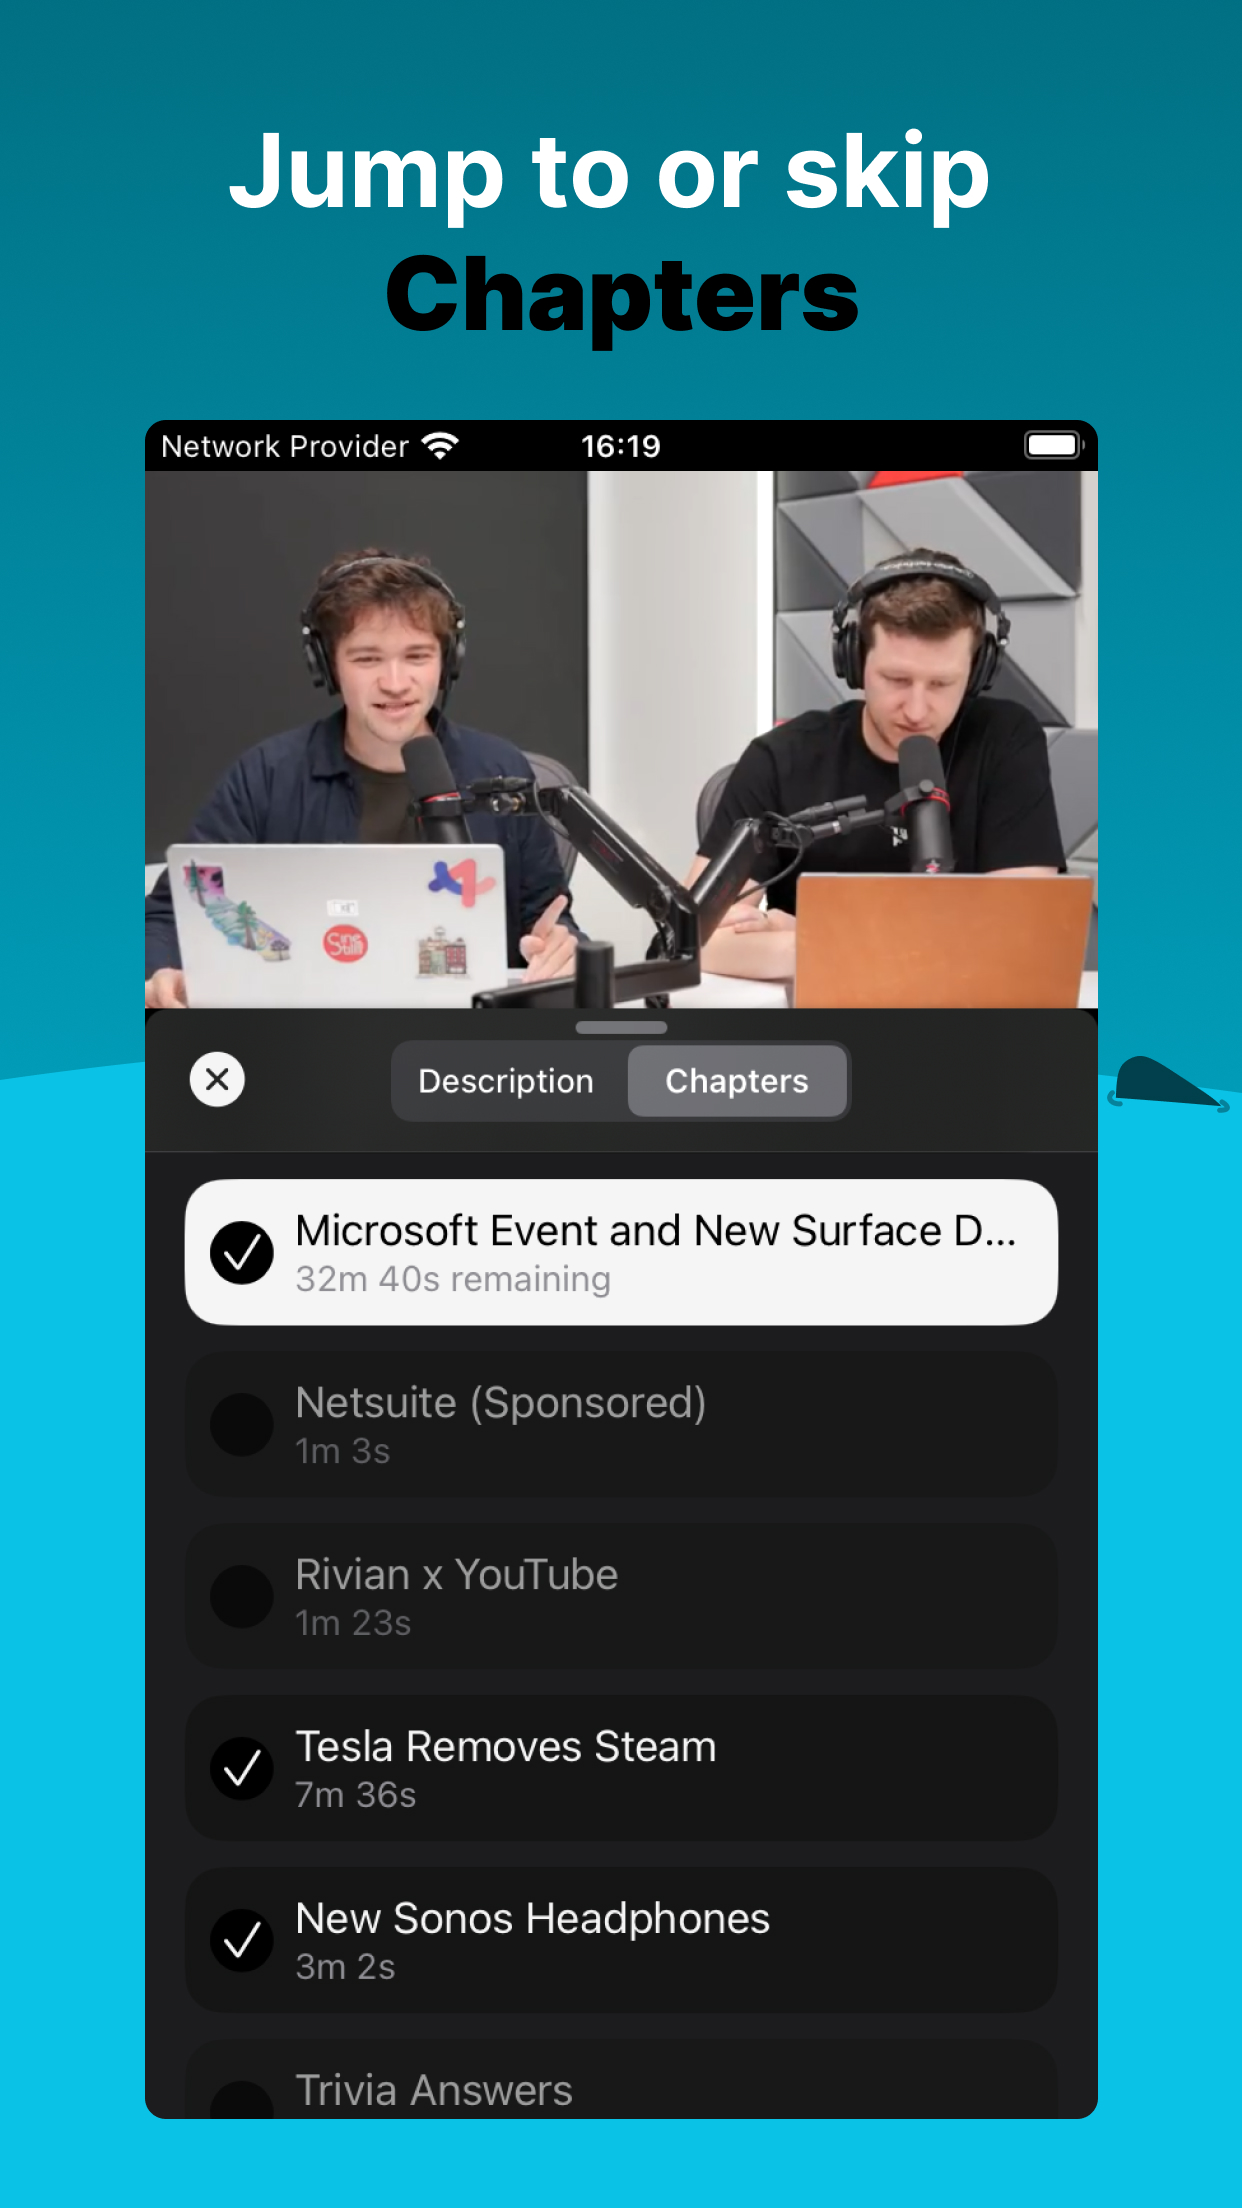 Jump to or skip
Chapters
Network Provider 16:19
Cine
Still
Description Chapters
Microsoft Event and New Surface D...
32m 40s remaining
Netsuite (Sponsored)
1m 3s
Rivian x YouTube
1m 23s
Tesla Removes Steam
7m 36s
New Sonos Headphones
3m 2s
Trivia Answers